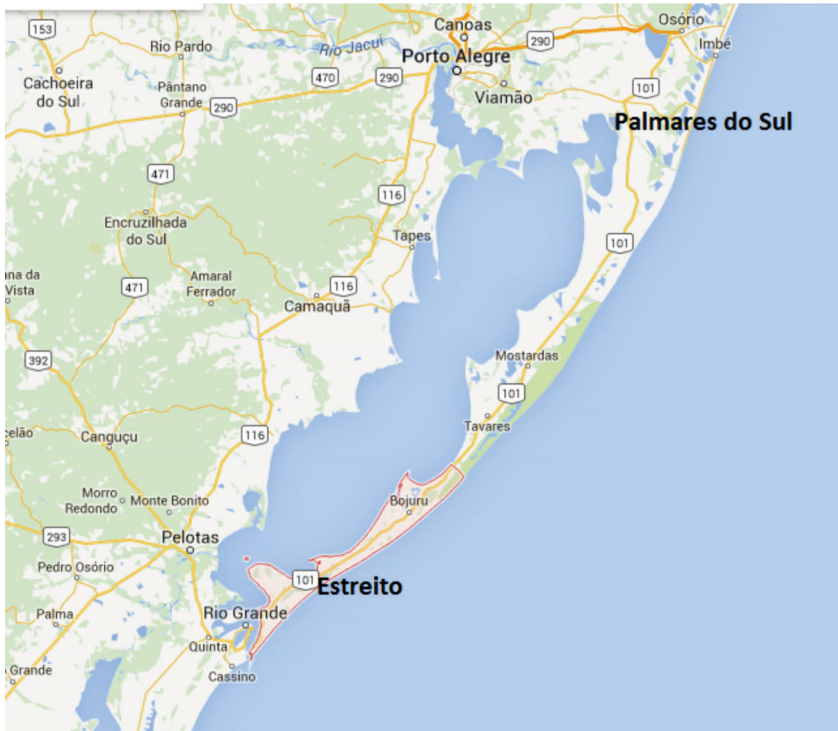 Canoas
Osório
153
Rio Pardo
Rio Jacuí
290
Imbé
Porto Alegre
Cachoeira
do Sul
470
290
Pântano
Grande
290
Viamão
101
Palmares do Sul
471
116
Encruzilhada
do Sul
Tapes
101
na da
Vista
471
Amaral
Ferrador
116
Camaquã
392
Mostardas
101
Tavares
celão
Canguçu
116
Morro
Redondo
Monte Bonito
Bojuru
293
Pelotas
Pedro Osório
101
Estreito
Palma
Rio Grande
Quinta
Grande
Cassino